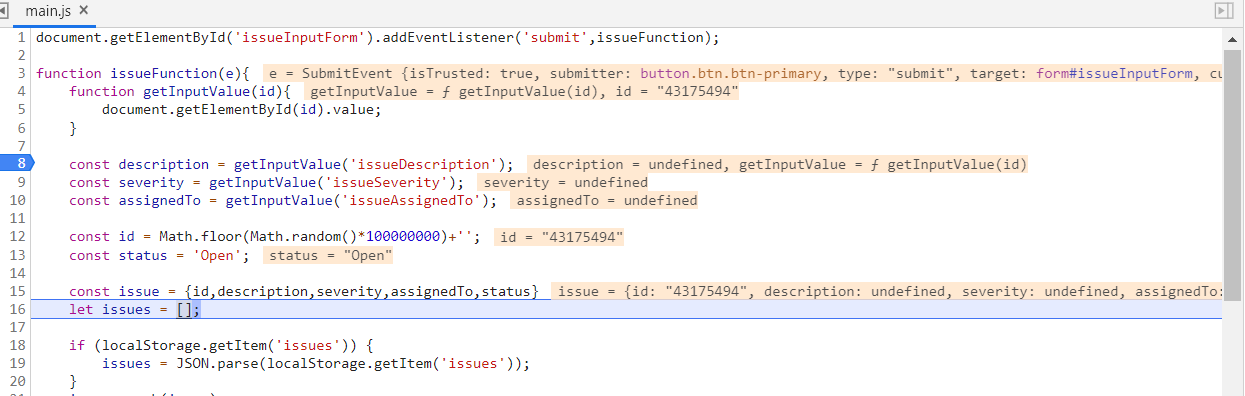 main.js ×
1 document.getElementById('issueInputForm').addEventListener('submit',issueFunction);
2
3 function issueFunction(e){ e = SubmitEvent {isTrusted: true, submitter: button.btn.btn-primary, type: "submit", target: form#issueInputForm, cu
4 function getInputValue(id){ getInputValue = ƒ getInputValue(id), id = "43175494"
5 document.getElementById(id).value;
6 }
7
8 const description = getInputValue('issueDescription'); description = undefined, getInputValue = ƒ getInputValue(id)
9 const severity = getInputValue('issueSeverity'); severity = undefined
10 const assignedTo = getInputValue('issueAssignedTo'); assignedTo = undefined
11
12 const id = Math.floor(Math.random()*100000000)+''; id = "43175494"
13 const status = 'Open'; status = "Open"
14
15 const issue = {id,description,severity,assignedTo,status} issue = {id: "43175494", description: undefined, severity: undefined, assignedTo:
16 let issues = [];
17
18 if (localStorage.getItem('issues')) {
19 issues = JSON.parse(localStorage.getItem('issues'));
20 }